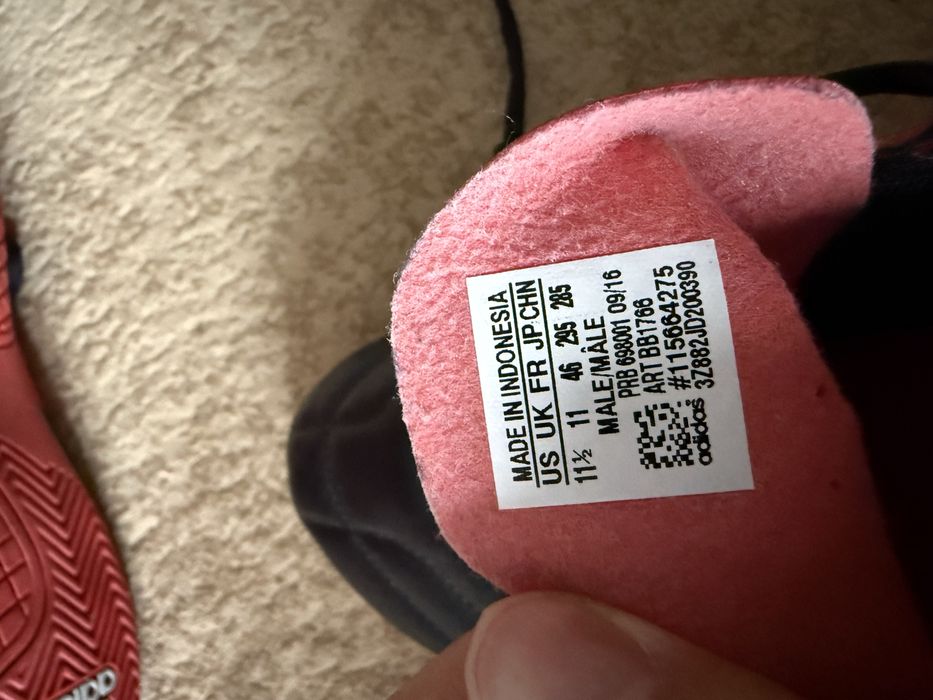 MADE IN INDONESIA
US UK FR JP CHN
11½ 11 46 295 285
MALE/MÂLE
PRB 698001 09/16
ART BB1766
#115664275
adidas 3Z882JD200390